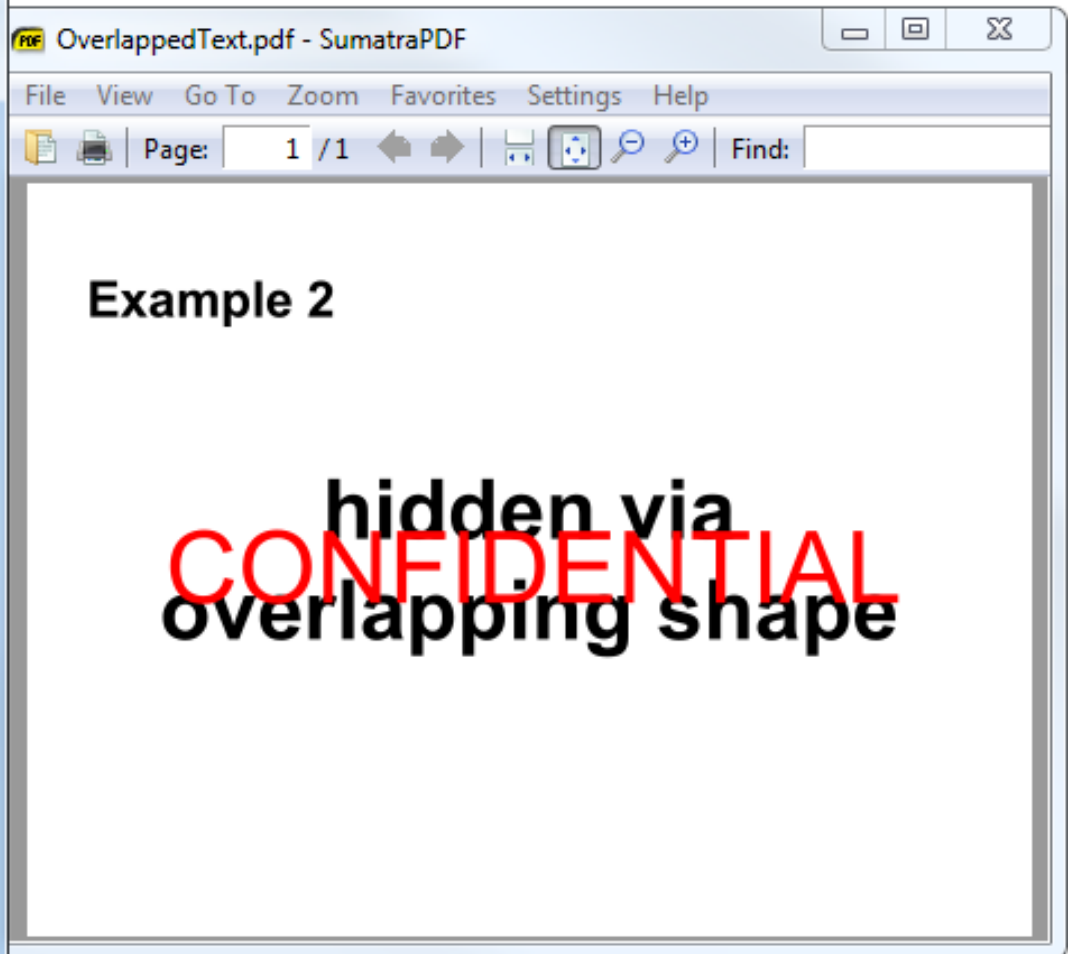 OverlappedText.pdf - SumatraPDF
File View Go To Zoom Favorites Settings Help
Page: 1 / 1 Find:
Example 2
hidden via
CONFIDENTIAL
overlapping shape